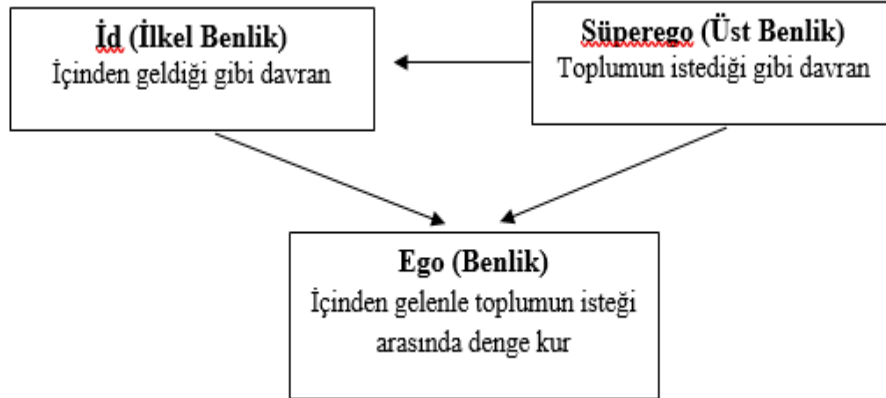 İd (İlkel Benlik)
İçinden geldiği gibi davran
Süperego (Üst Benlik)
Toplumun istediği gibi davran
Ego (Benlik)
İçinden gelenle toplumun isteği
arasında denge kur